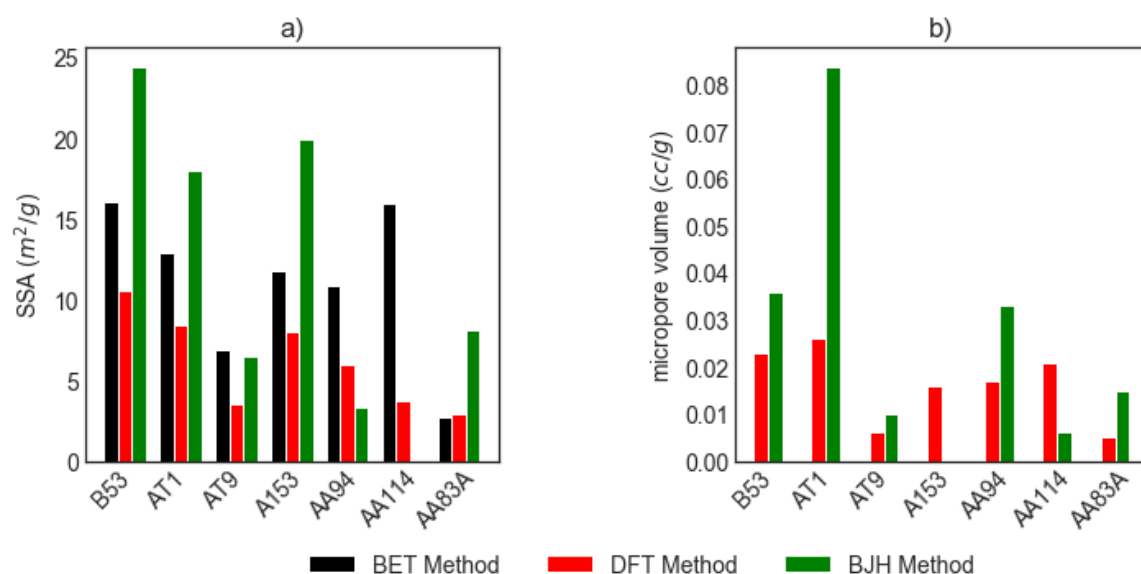 a)
SSA (m²/g)
25
20
15
10
5
0
B53
AT1
AT9
A153
AA94
AA114
AA83A
b)
micropore volume (cc/g)
0.08
0.07
0.06
0.05
0.04
0.03
0.02
0.01
0.00
B53
AT1
AT9
A153
AA94
AA114
AA83A
BET Method
DFT Method
BJH Method